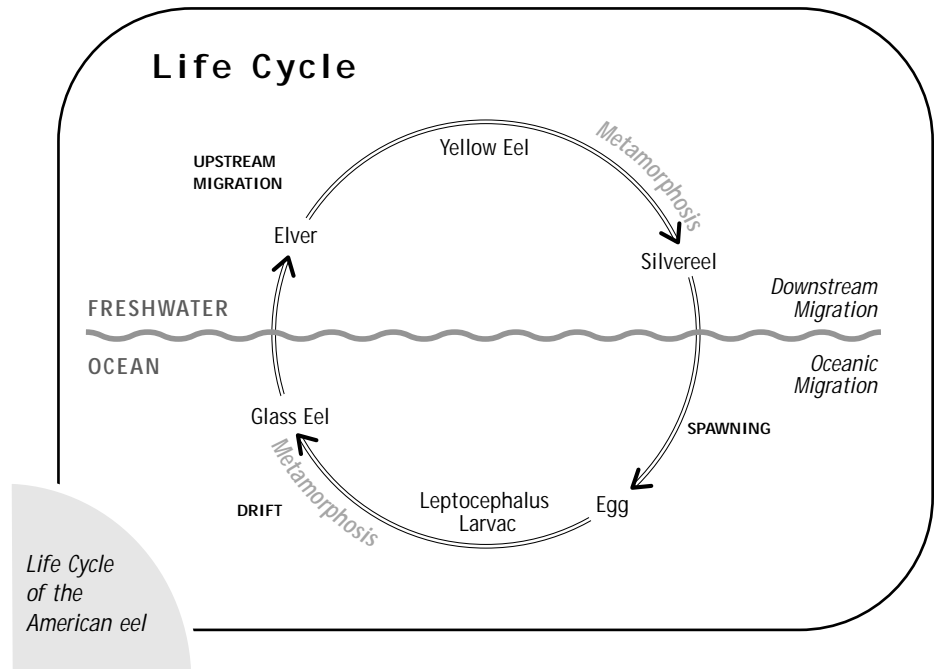 Life Cycle
Yellow Eel
Metamorphosis
UPSTREAM
MIGRATION
Elver
Silvereel
FRESHWATER
Downstream
Migration
OCEAN
Oceanic
Migration
Glass Eel
SPAWNING
Metamorphosis
DRIFT
Leptocephalus
Larvac
Egg
Life Cycle
of the
American eel